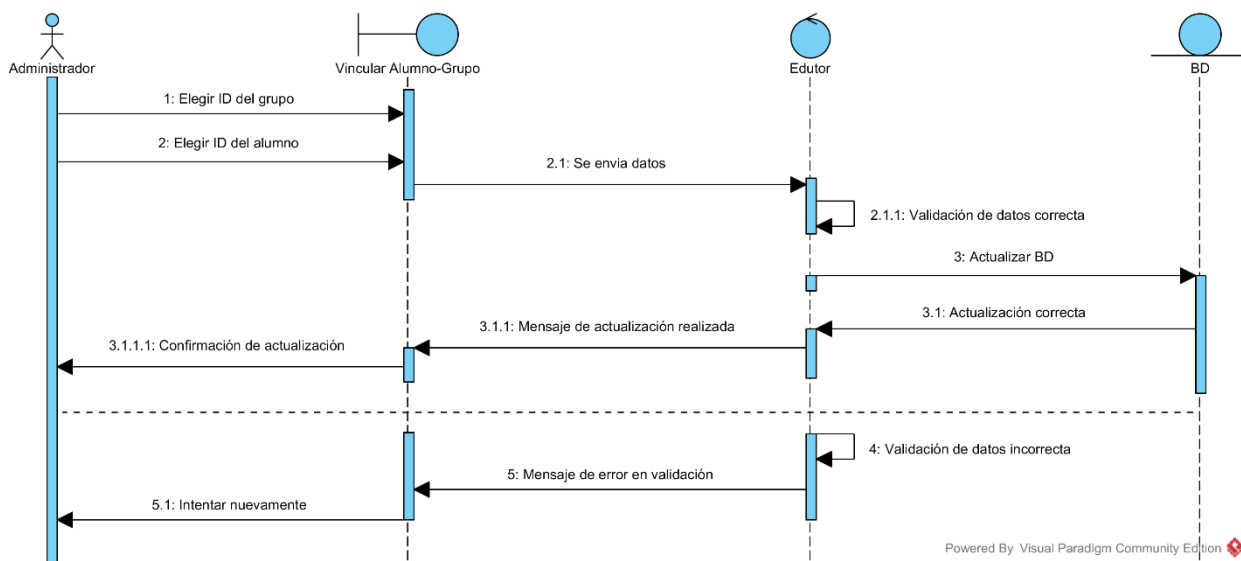 Administrador
Vincular Alumno-Grupo
Edutor
BD
1: Elegir ID del grupo
2: Elegir ID del alumno
2.1: Se envia datos
2.1.1: Validación de datos correcta
3: Actualizar BD
3.1: Actualización correcta
3.1.1: Mensaje de actualización realizada
3.1.1.1: Confirmación de actualización
4: Validación de datos incorrecta
5: Mensaje de error en validación
5.1: Intentar nuevamente
Powered By Visual Paradigm Community Edition